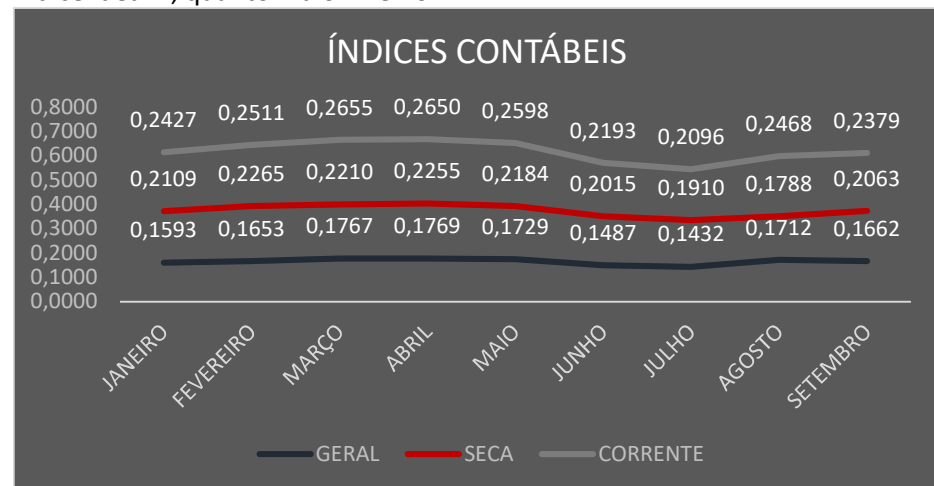 ÍNDICES CONTÁBEIS
0,8000
0,7000
0,6000
0,5000
0,4000
0,3000
0,2000
0,1000
0,0000
0,2427 0,2511 0,2655 0,2650 0,2598 0,2193 0,2096 0,2468 0,2379
0,2109 0,2265 0,2210 0,2255 0,2184 0,2015 0,1910 0,1788 0,2063
0,1593 0,1653 0,1767 0,1769 0,1729 0,1487 0,1432 0,1712 0,1662
JANEIRO FEVEREIRO MARÇO ABRIL MAIO JUNHO JULHO AGOSTO SETEMBRO
GERAL SECA CORRENTE